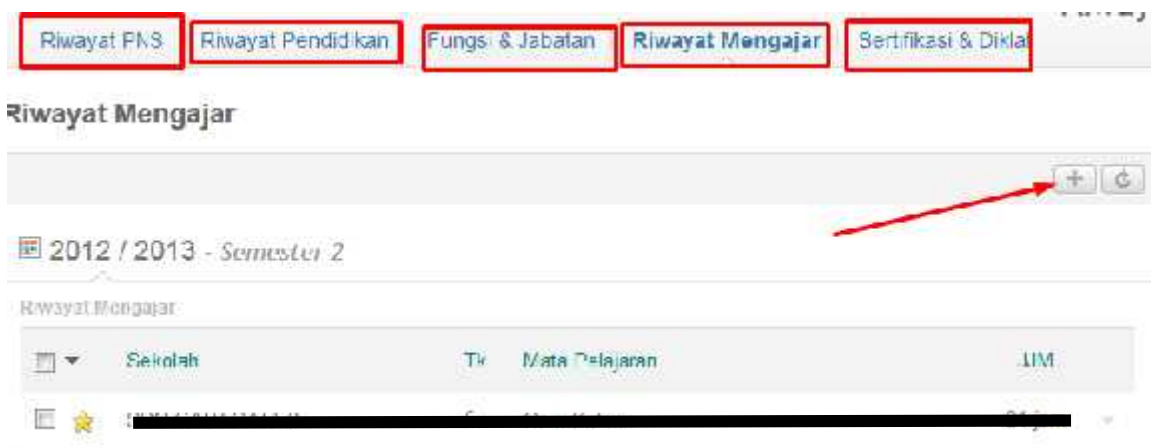 Riwayat PNS Riwayat Pendidikan Fungsi & Jabatan Riwayat Mengajar Sertifikasi & Diklat
Riwayat Mengajar
2012 / 2013 - Semester 2
Riwayat Mengajar
Sekolah Tk Mata Pelajaran JJM